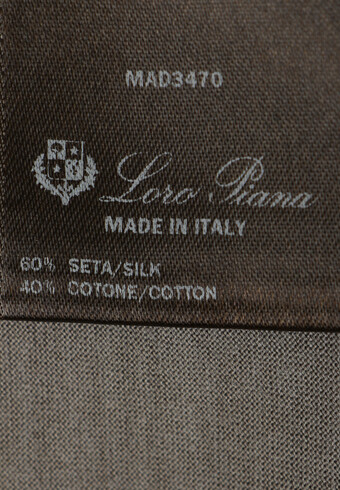 MAD3470
Loro Piana
MADE IN ITALY
60% SETA/SILK
40% COTONE/COTTON